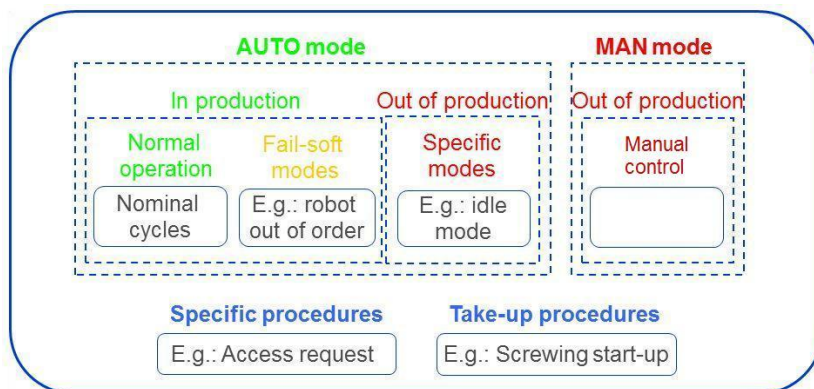 AUTO mode
MAN mode
In production
Out of production
Out of production
Normal
operation
Fail-soft
modes
Specific
modes
Manual
control
Nominal
cycles
E.g.: robot
out of order
E.g.: idle
mode
Specific procedures
Take-up procedures
E.g.: Access request
E.g.: Screwing start-up